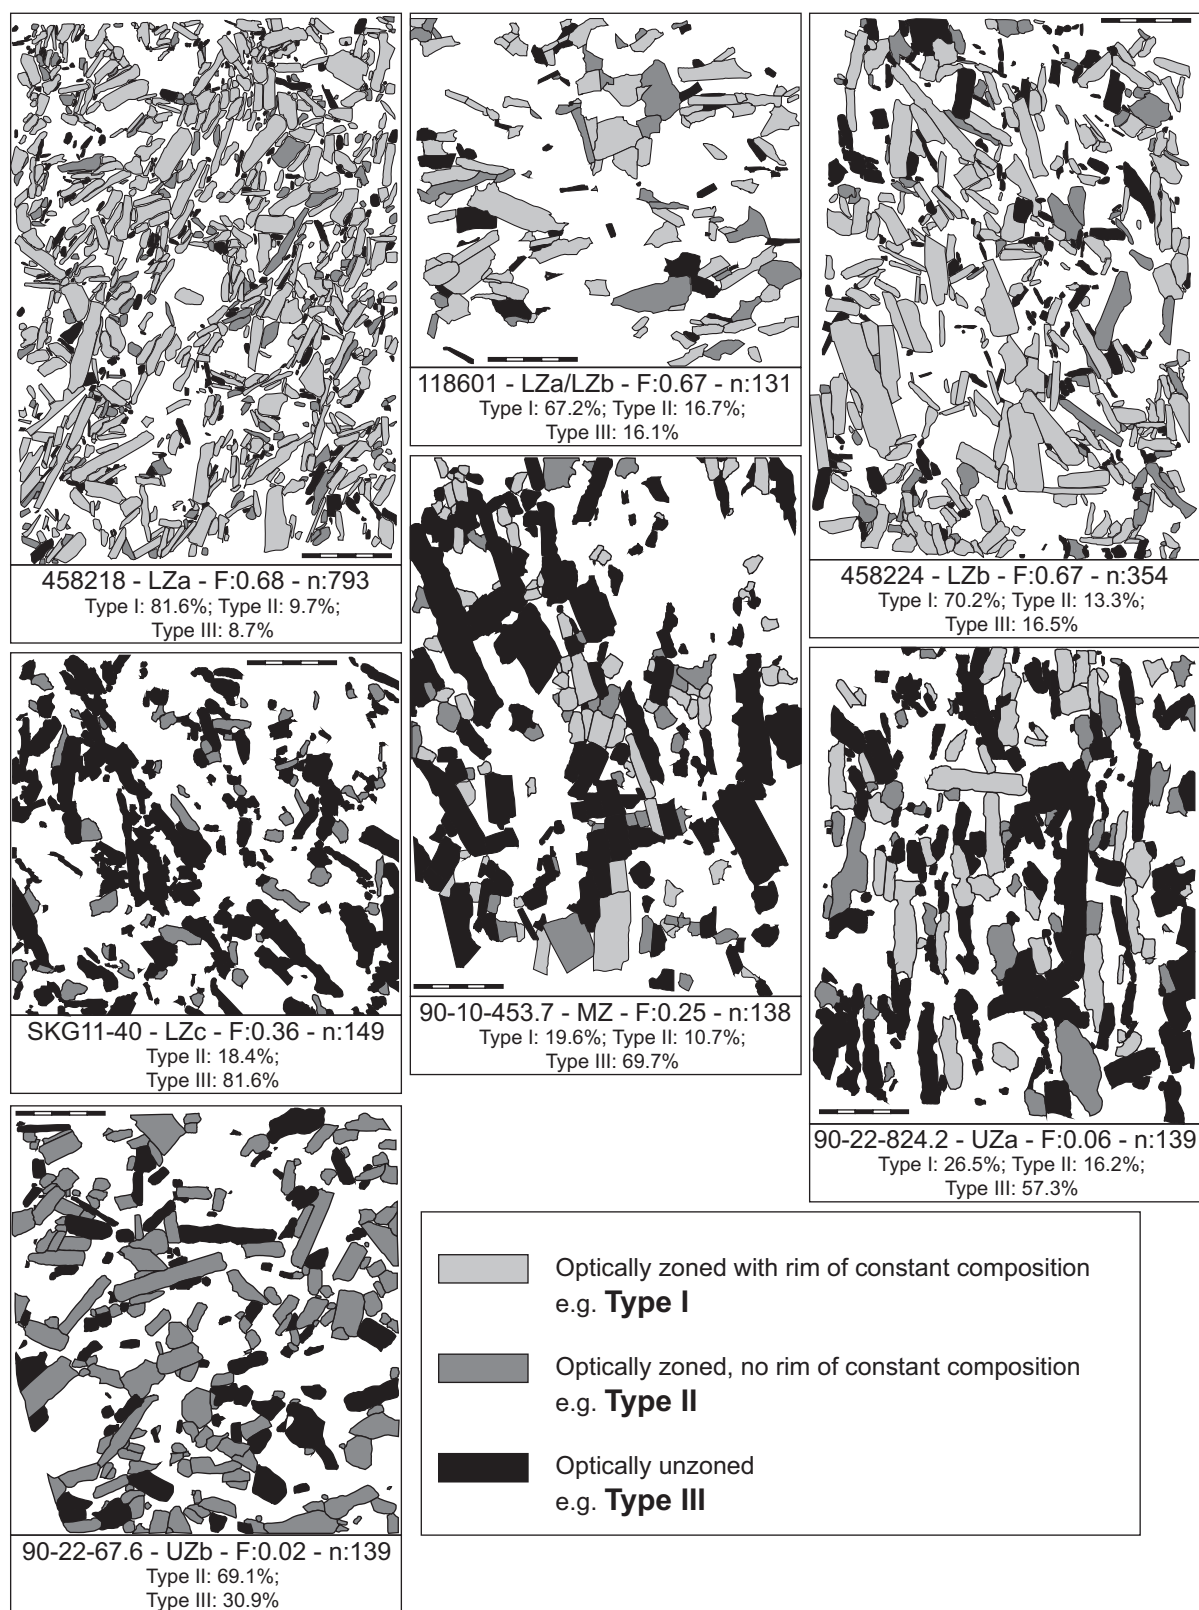 458218 - LZa - F:0.68 - n:793
Type I: 81.6%; Type II: 9.7%;
Type III: 8.7%
118601 - LZa/LZb - F:0.67 - n:131
Type I: 67.2%; Type II: 16.7%;
Type III: 16.1%
458224 - LZb - F:0.67 - n:354
Type I: 70.2%; Type II: 13.3%;
Type III: 16.5%
SKG11-40 - LZc - F:0.36 - n:149
Type II: 18.4%;
Type III: 81.6%
90-10-453.7 - MZ - F:0.25 - n:138
Type I: 19.6%; Type II: 10.7%;
Type III: 69.7%
90-22-824.2 - UZa - F:0.06 - n:139
Type I: 26.5%; Type II: 16.2%;
Type III: 57.3%
90-22-67.6 - UZb - F:0.02 - n:139
Type II: 69.1%;
Type III: 30.9%
Optically zoned with rim of constant composition
e.g. Type I
Optically zoned, no rim of constant composition
e.g. Type II
Optically unzoned
e.g. Type III